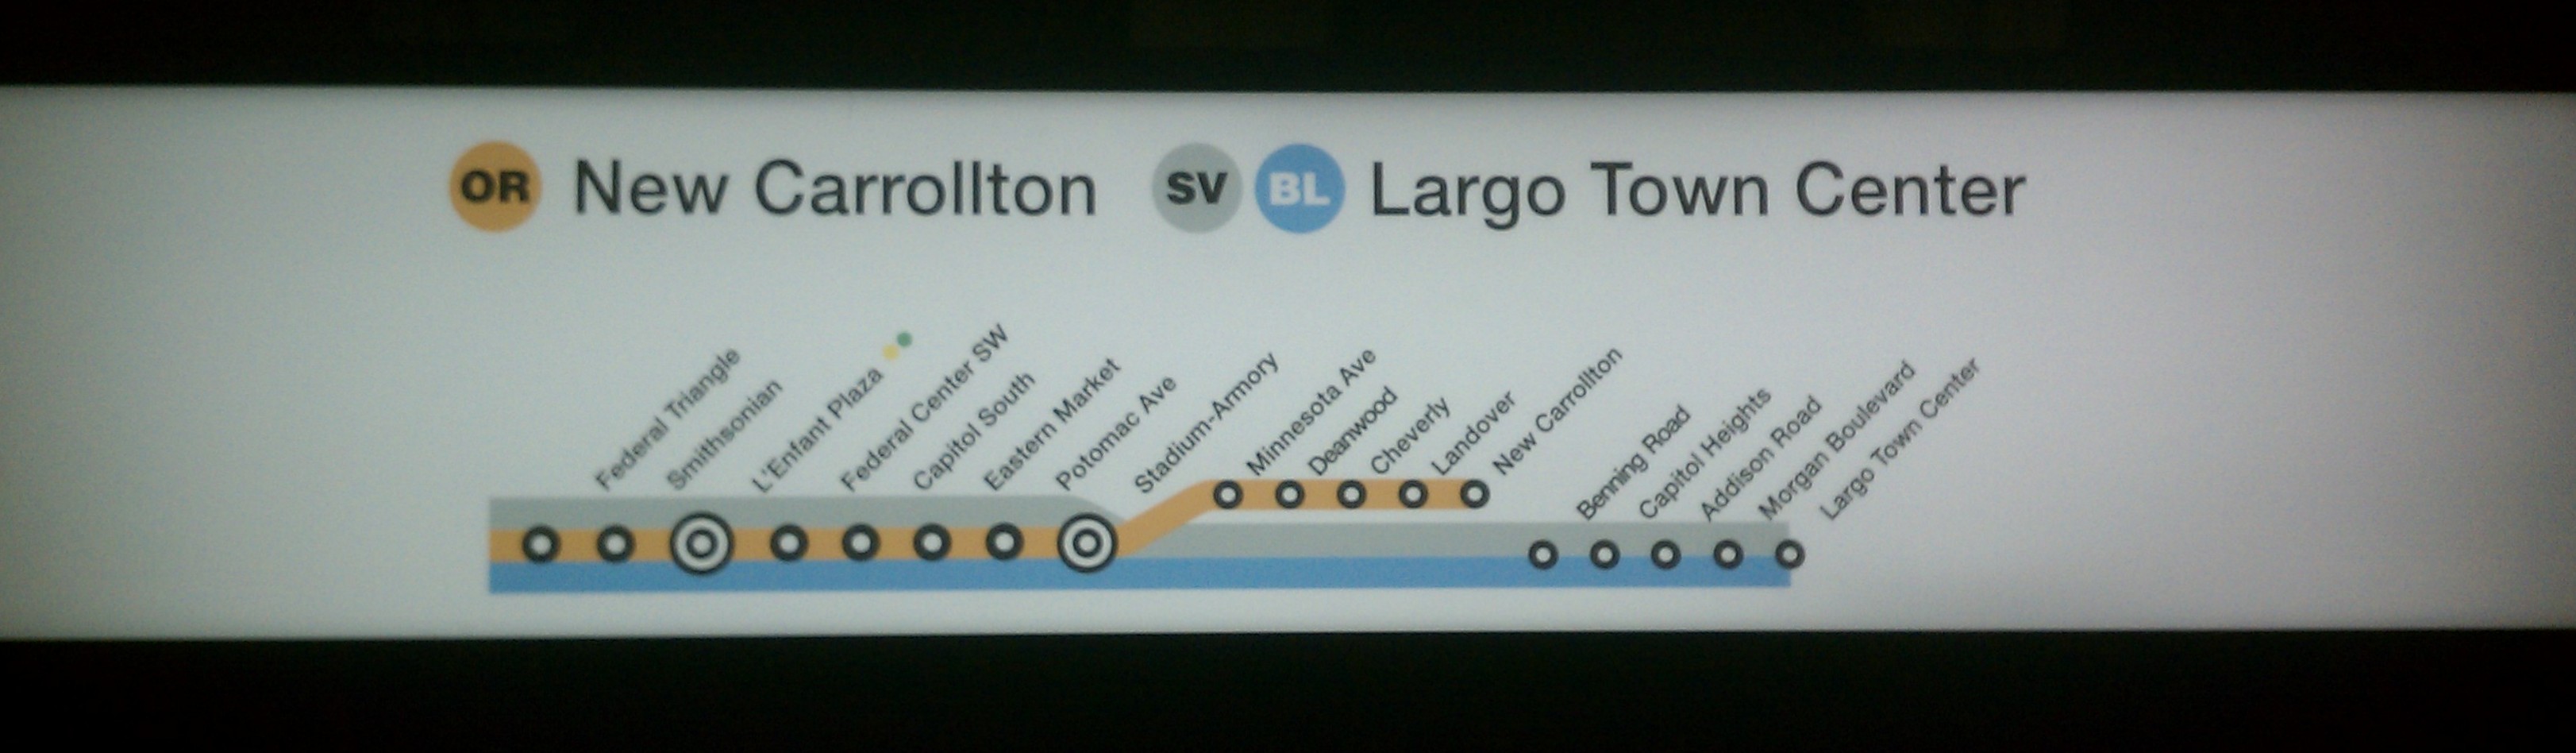 OR New Carrollton SV BL Largo Town Center
Federal Triangle
Smithsonian
L'Enfant Plaza
Federal Center SW
Capitol South
Eastern Market
Potomac Ave
Stadium-Armory
Minnesota Ave
Deanwood
Cheverly
Landover
New Carrollton
Benning Road
Capitol Heights
Addison Road
Morgan Boulevard
Largo Town Center